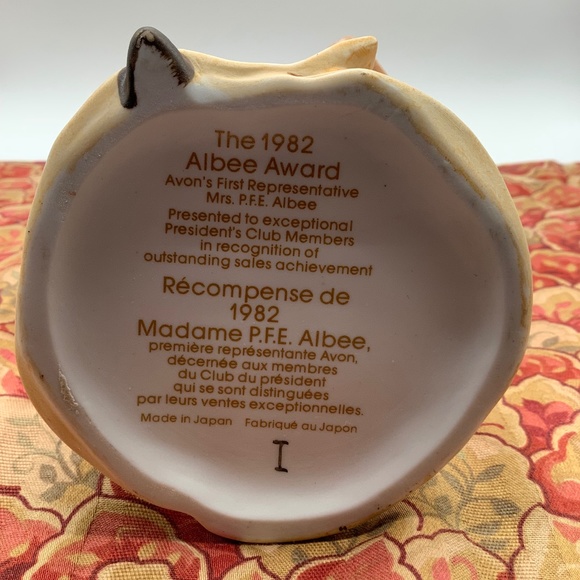 The 1982
Albee Award
Avon's First Representative
Mrs. P.F.E. Albee
Presented to exceptional
President's Club Members
in recognition of
outstanding sales achievement
Récompense de
1982
Madame P.F.E. Albee,
première représentante Avon,
décernée aux membres
du Club du président
qui se sont distinguées
par leurs ventes exceptionnelles.
Made in Japan Fabriqué au Japon
I